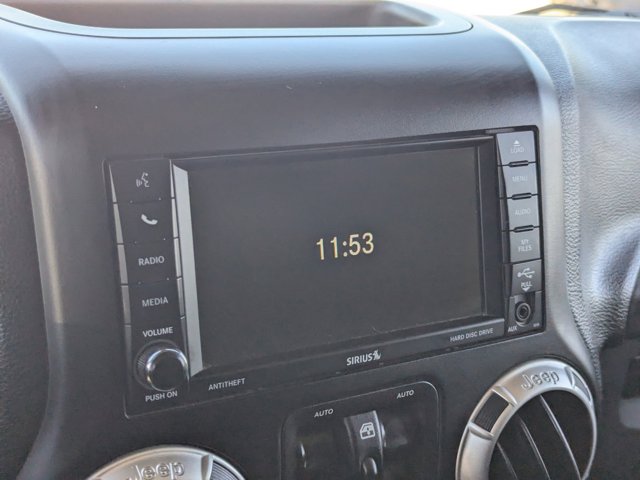 LOAD
MENU
AUDIO
MY
FILES
PULL
AUX
RADIO
MEDIA
VOLUME
PUSH ON
11:53
ANTITHEFT
SIRIUS
HARD DISC DRIVE
AUTO
AUTO
Jeep
Jeep